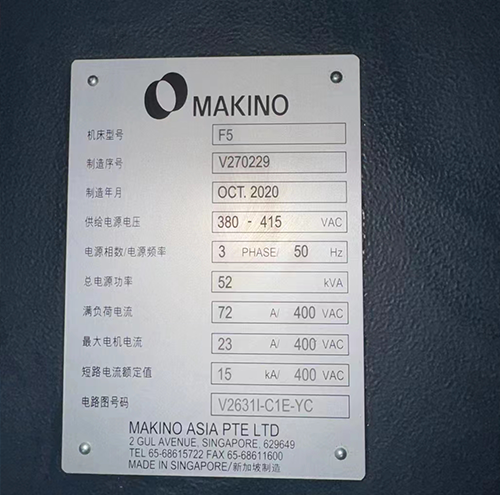 MAKINO
机床型号 F5
制造序号 V270229
制造年月 OCT. 2020
供给电源电压 380 - 415 VAC
电源相数/电源频率 3 PHASE/ 50 Hz
总电源功率 52 kVA
满负荷电流 72 A/ 400 VAC
最大电机电流 23 A/ 400 VAC
短路电流额定值 15 kA/ 400 VAC
电路图号码 V2631I-C1E-YC
MAKINO ASIA PTE LTD
2 GUL AVENUE, SINGAPORE, 629649
TEL 65-68615722 FAX 65-68611600
MADE IN SINGAPORE/新加坡制造